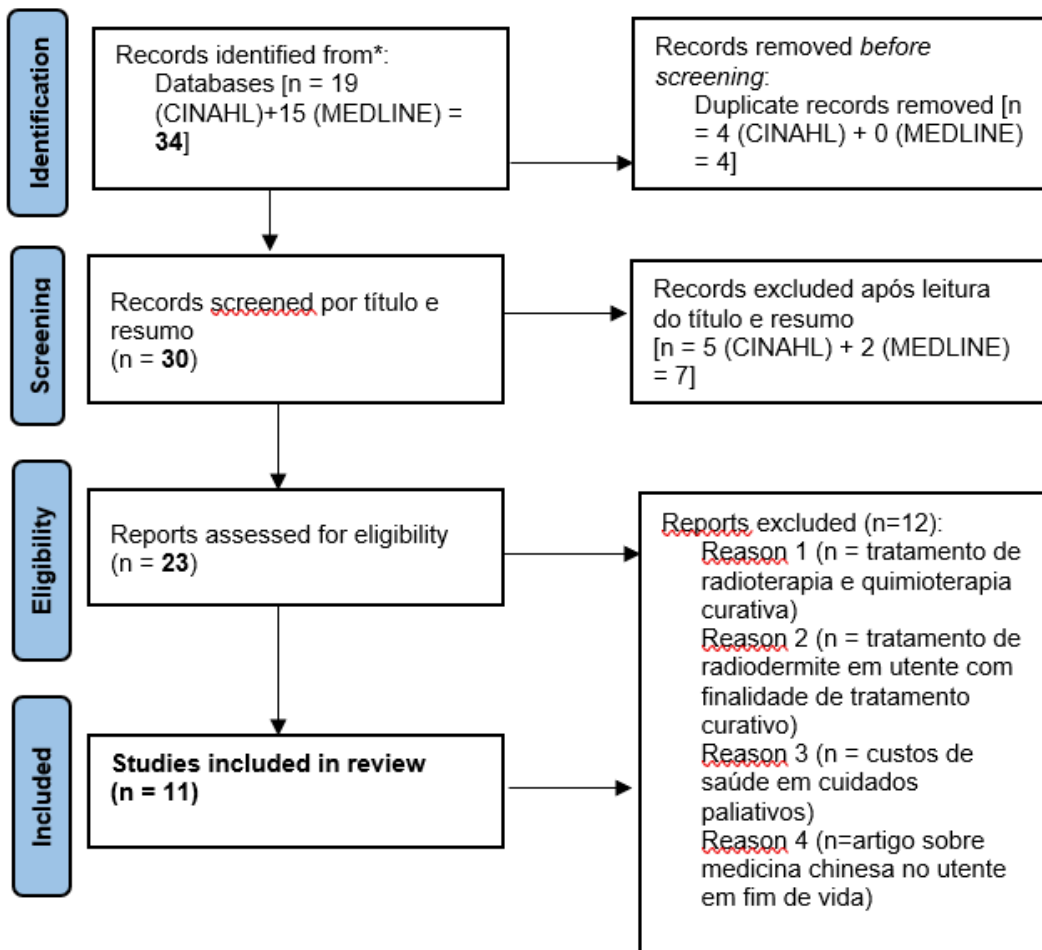 Identification
Records identified from*:
Databases [n = 19
(CINAHL)+15 (MEDLINE) =
34]
Records removed before
screening:
Duplicate records removed [n
= 4 (CINAHL) + 0 (MEDLINE)
= 4]
Screening
Records screened por título e
resumo
(n = 30)
Records excluded após leitura
do título e resumo
[n = 5 (CINAHL) + 2 (MEDLINE)
= 7]
Eligibility
Reports assessed for eligibility
(n = 23)
Reports excluded (n=12):
Reason 1 (n = tratamento de
radioterapia e quimioterapia
curativa)
Reason 2 (n = tratamento de
radiodermite em utente com
finalidade de tratamento
curativo)
Reason 3 (n = custos de
saúde em cuidados
paliativos)
Reason 4 (n=artigo sobre
medicina chinesa no utente
em fim de vida)
Included
Studies included in review
(n = 11)